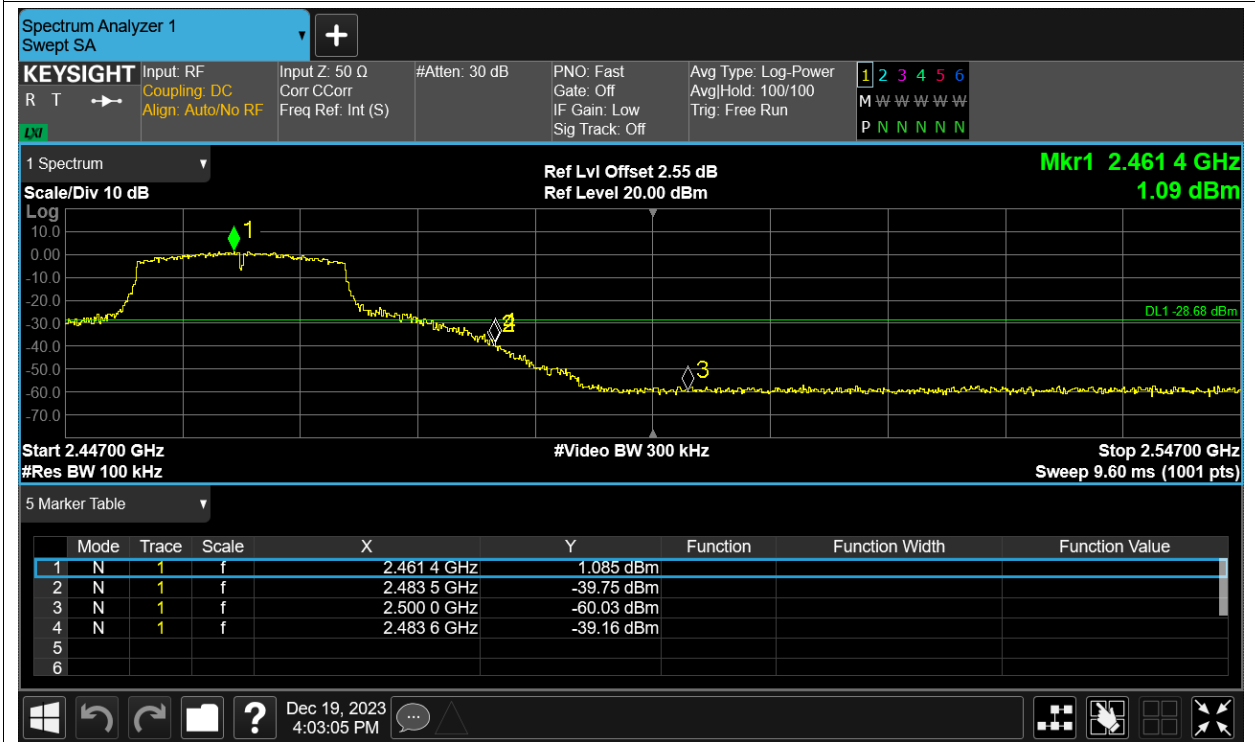 Spectrum Analyzer 1
Swept SA
+
KEYSIGHT Input: RF Input Z: 50 Ω #Atten: 30 dB PNO: Fast Avg Type: Log-Power 1 2 3 4 5 6
R T Coupling: DC Corr CCorr Gate: Off Avg|Hold: 100/100 M W W W W W
Align: Auto/No RF Freq Ref: Int (S) IF Gain: Low Trig: Free Run
LXI Sig Track: Off P N N N N N
1 Spectrum Ref Lvl Offset 2.55 dB Mkr1 2.461 4 GHz
Scale/Div 10 dB Ref Level 20.00 dBm 1.09 dBm
Log
10.0
1
0.00
-10.0
-20.0
DL1 -28.68 dBm
-30.0
-40.0
-50.0
3
-60.0
-70.0
Start 2.44700 GHz #Video BW 300 kHz Stop 2.54700 GHz
#Res BW 100 kHz Sweep 9.60 ms (1001 pts)
5 Marker Table
Mode Trace Scale X Y Function Function Width Function Value
1 N 1 f 2.461 4 GHz 1.085 dBm
2 N 1 f 2.483 5 GHz -39.75 dBm
3 N 1 f 2.500 0 GHz -60.03 dBm
4 N 1 f 2.483 6 GHz -39.16 dBm
5
6
? Dec 19, 2023
4:03:05 PM